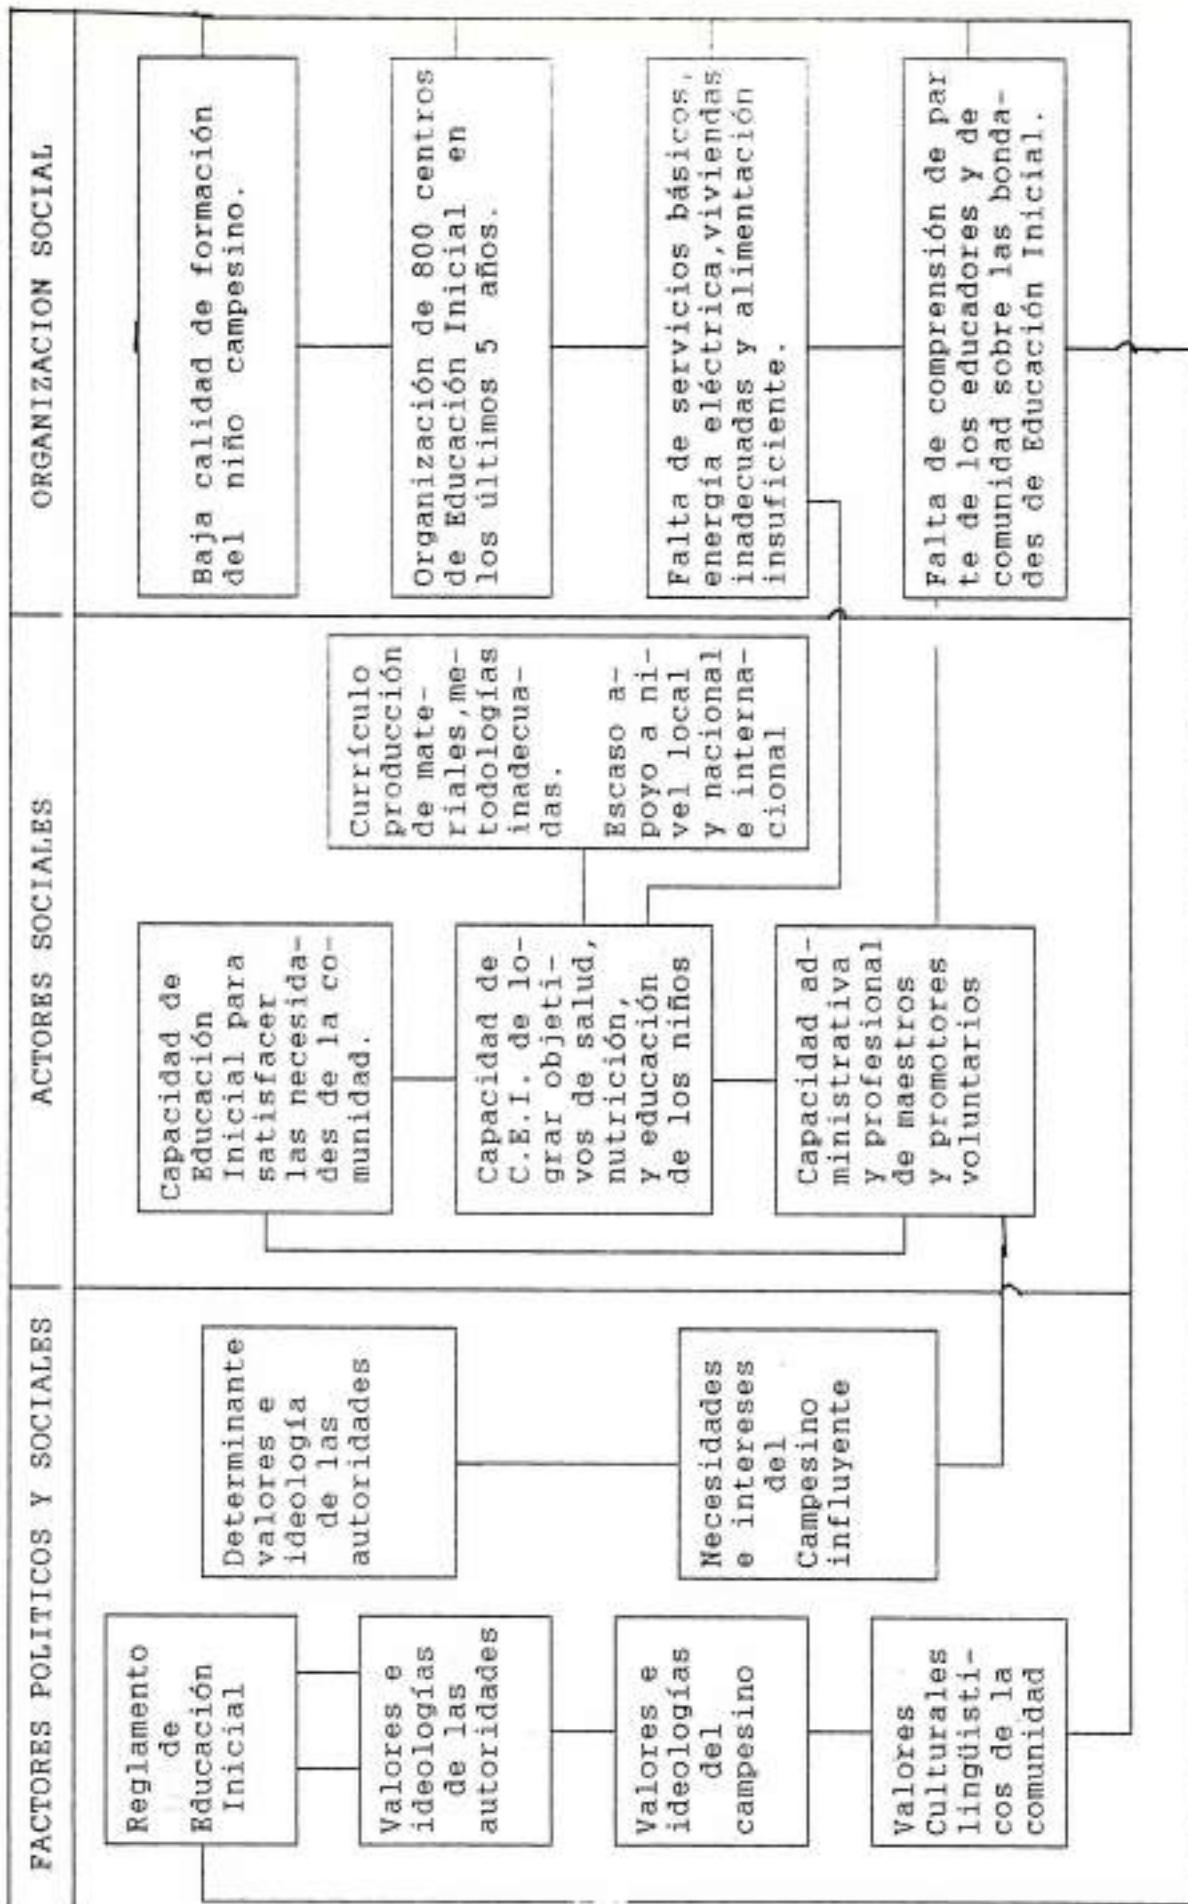 FACTORES POLITICOS Y SOCIALES
ACTORES SOCIALES
ORGANIZACION SOCIAL
Reglamento
de
Educación
Inicial
Valores e
ideologías
de las
autoridades
Valores e
ideologías
del
campesino
Valores
Culturales
lingüisti-
cos de la
comunidad
Determinante
valores e
ideología
de las
autoridades
Necesidades
e intereses
del
Campesino
influyente
Capacidad de
Educación
Inicial para
satisfacer
las necesida-
des de la co-
munidad.
Capacidad de
C.E.I. de lo-
grar objeti-
vos de salud,
nutrición,
y educación
de los niños
Capacidad ad-
ministrativa
y profesional
de maestros
y promotores
voluntarios
Currículo
producción
de mate-
riales,me-
todologías
inadecua-
das.
Escaso a-
poyo a ni-
vel local
y nacional
e interna-
cional
Baja calidad de formación
del niño campesino.
Organización de 800 centros
de Educación Inicial en
los últimos 5 años.
Falta de servicios básicos,
energía eléctrica,viviendas
inadecuadas y alimentación
insuficiente.
Falta de comprensión de par
te de los educadores y de
comunidad sobre las bonda-
des de Educación Inicial.